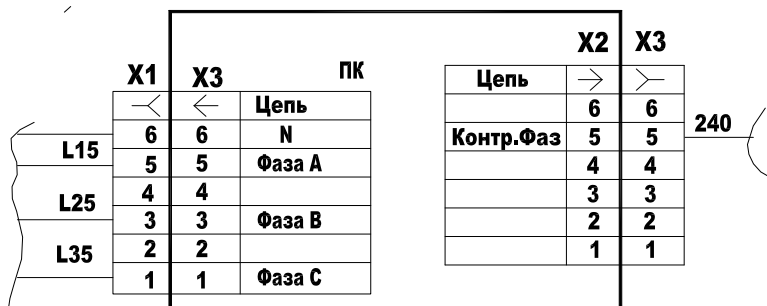 X1 X3 ПК
Цепь
6 6 N
L15
5 5 Фаза А
4 4
L25
3 3 Фаза В
2 2
L35
1 1 Фаза С
X2 X3
Цепь
6 6
Контр.Фаз 5 5 240
4 4
3 3
2 2
1 1